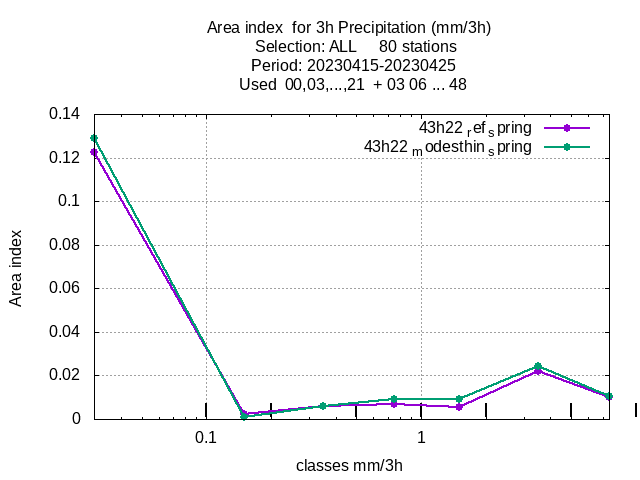 Area index  for 3h Precipitation (mm/3h)
Selection: ALL     80 stations
Period: 20230415-20230425
Used  00,03,...,21  + 03 06 ... 48
43h22 ref spring
43h22 modesthin spring
0.14
0.12
0.1
0.08
0.06
0.04
0.02
0
Area index
0.1
1
classes mm/3h